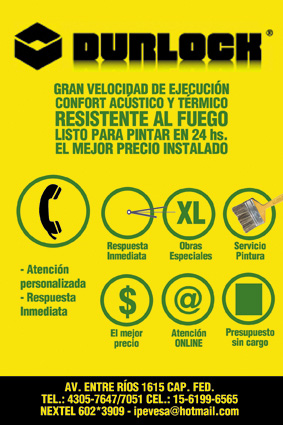 DURLOCK®
GRAN VELOCIDAD DE EJECUCIÓN
CONFORT ACÚSTICO Y TÉRMICO
RESISTENTE AL FUEGO
LISTO PARA PINTAR EN 24 hs.
EL MEJOR PRECIO INSTALADO
- Atención
personalizada
- Respuesta
Inmediata
Respuesta
Inmediata
XL
Obras
Especiales
Servicio
Pintura
$
El mejor
precio
@
Atención
ONLINE
Presupuesto
sin cargo
AV. ENTRE RÍOS 1615 CAP. FED.
TEL.: 4305-7647/7051 CEL.: 15-6199-6565
NEXTEL 602*3909 - ipevesa@hotmail.com